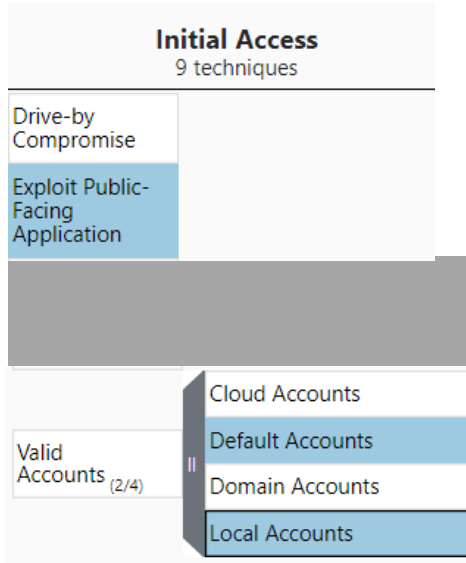 Initial Access
9 techniques
Drive-by
Compromise
Exploit Public-
Facing
Application
Valid
Accounts (2/4)
Cloud Accounts
Default Accounts
Domain Accounts
Local Accounts